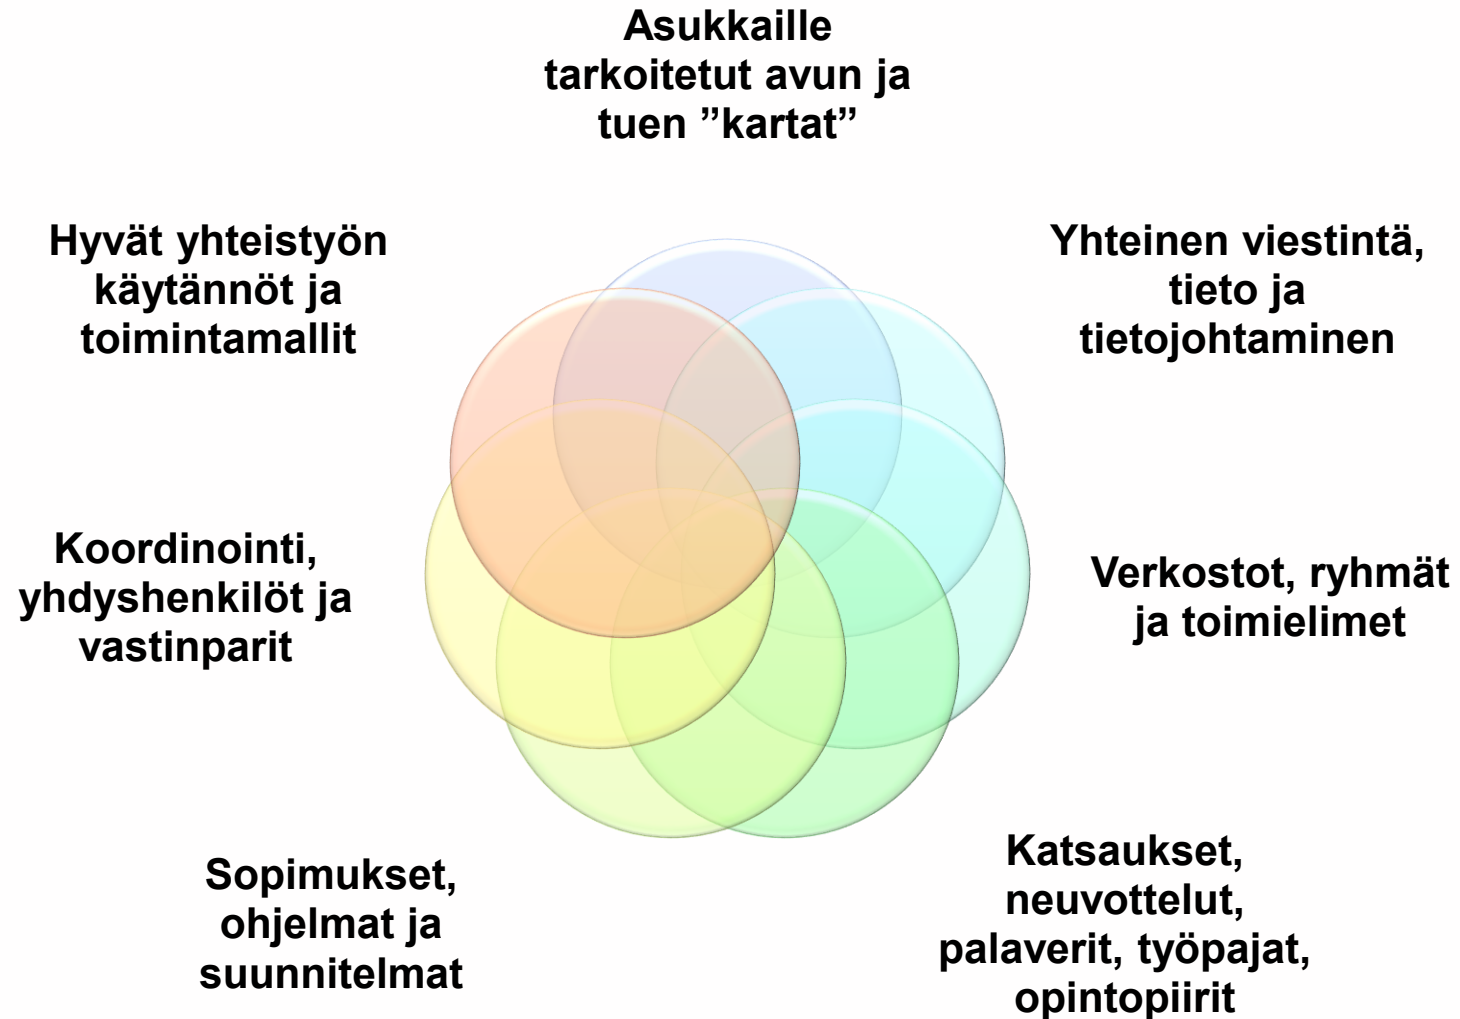 Asukkaille
tarkoitetut avun ja
tuen ”kartat”
Yhteinen viestintä,
tieto ja
tietojohtaminen
Verkostot, ryhmät
ja toimielimet
Katsaukset,
neuvottelut,
palaverit, työpajat,
opintopiirit
Sopimukset,
ohjelmat ja
suunnitelmat
Koordinointi,
yhdyshenkilöt ja
vastinparit
Hyvät yhteistyön
käytännöt ja
toimintamallit